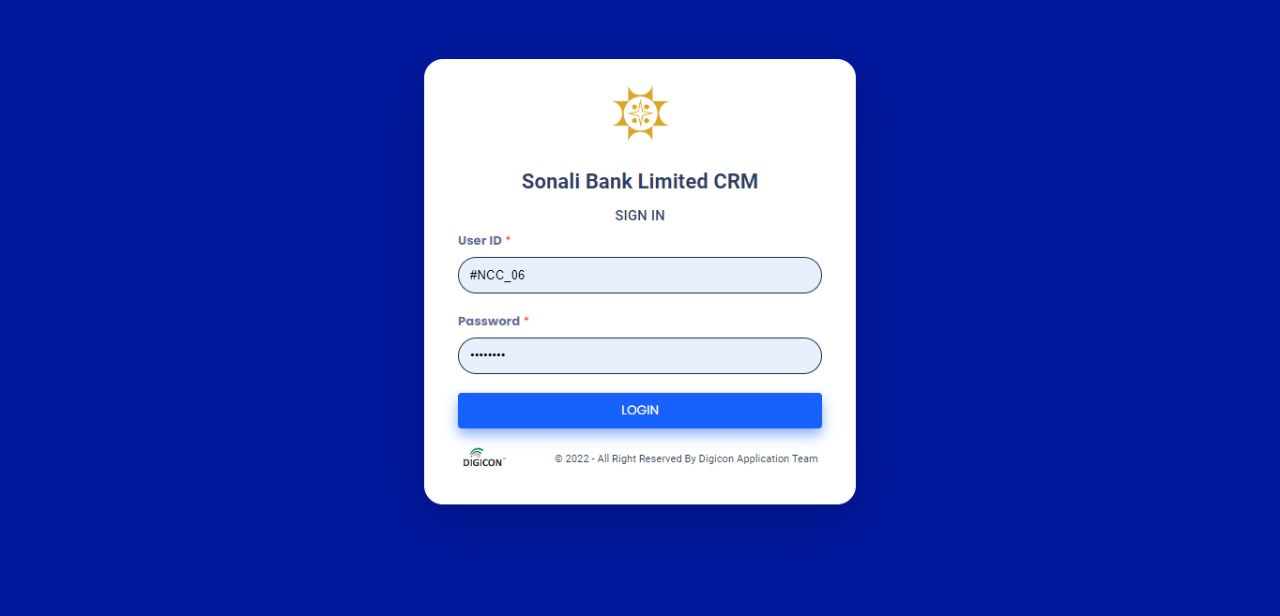 Sonali Bank Limited CRM
SIGN IN
User ID *
#NCC_06
Password *
••••••••
LOGIN
DIGICON™ © 2022 - All Right Reserved By Digicon Application Team